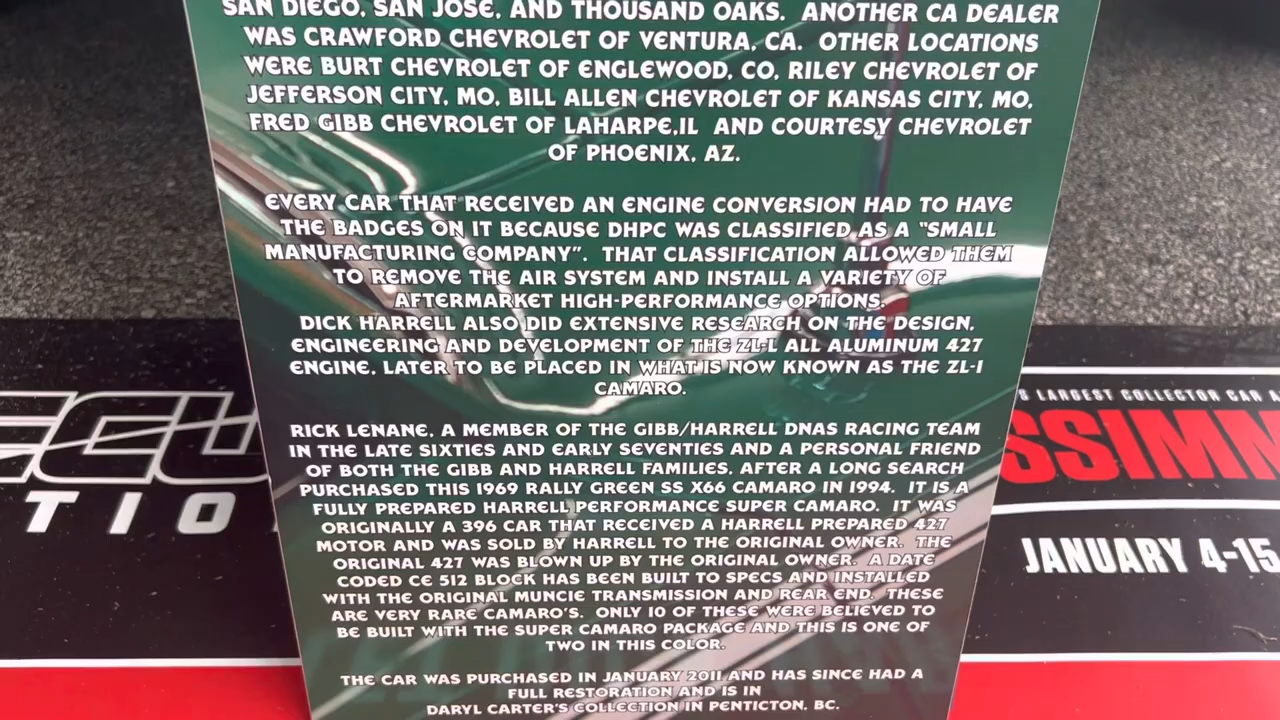 SAN DIEGO, SAN JOSE, AND THOUSAND OAKS. ANOTHER CA DEALER
WAS CRAWFORD CHEVROLET OF VENTURA, CA. OTHER LOCATIONS
WERE BURT CHEVROLET OF ENGLEWOOD, CO, RILEY CHEVROLET OF
JEFFERSON CITY, MO, BILL ALLEN CHEVROLET OF KANSAS CITY, MO,
FRED GIBB CHEVROLET OF LAHARPE,IL AND COURTESY CHEVROLET
OF PHOENIX, AZ.
EVERY CAR THAT RECEIVED AN ENGINE CONVERSION HAD TO HAVE
THE BADGES ON IT BECAUSE DHPC WAS CLASSIFIED AS A "SMALL
MANUFACTURING COMPANY". THAT CLASSIFICATION ALLOWED THEM
TO REMOVE THE AIR SYSTEM AND INSTALL A VARIETY OF
AFTERMARKET HIGH-PERFORMANCE OPTIONS.
DICK HARRELL ALSO DID EXTENSIVE RESEARCH ON THE DESIGN,
ENGINEERING AND DEVELOPMENT OF THE ZL-L ALL ALUMINUM 427
ENGINE, LATER TO BE PLACED IN WHAT IS NOW KNOWN AS THE ZL-1
CAMARO.
RICK LENANE, A MEMBER OF THE GIBB/HARRELL DNAS RACING TEAM
IN THE LATE SIXTIES AND EARLY SEVENTIES AND A PERSONAL FRIEND
OF BOTH THE GIBB AND HARRELL FAMILIES, AFTER A LONG SEARCH
PURCHASED THIS 1969 RALLY GREEN SS X66 CAMARO IN 1994. IT IS A
FULLY PREPARED HARRELL PERFORMANCE SUPER CAMARO. IT WAS
ORIGINALLY A 396 CAR THAT RECEIVED A HARRELL PREPARED 427
MOTOR AND WAS SOLD BY HARRELL TO THE ORIGINAL OWNER. THE
ORIGINAL 427 WAS BLOWN UP BY THE ORIGINAL OWNER. A DATE
CODED CE 512 BLOCK HAS BEEN BUILT TO SPECS AND INSTALLED
WITH THE ORIGINAL MUNCIE TRANSMISSION AND REAR END. THESE
ARE VERY RARE CAMARO'S. ONLY 10 OF THESE WERE BELIEVED TO
BE BUILT WITH THE SUPER CAMARO PACKAGE AND THIS IS ONE OF
TWO IN THIS COLOR.
THE CAR WAS PURCHASED IN JANUARY 2011 AND HAS SINCE HAD A
FULL RESTORATION AND IS IN
DARYL CARTER'S COLLECTION IN PENTICTON, BC.
LARGEST COLLECTOR CAR
SSIMM
JANUARY 4-15